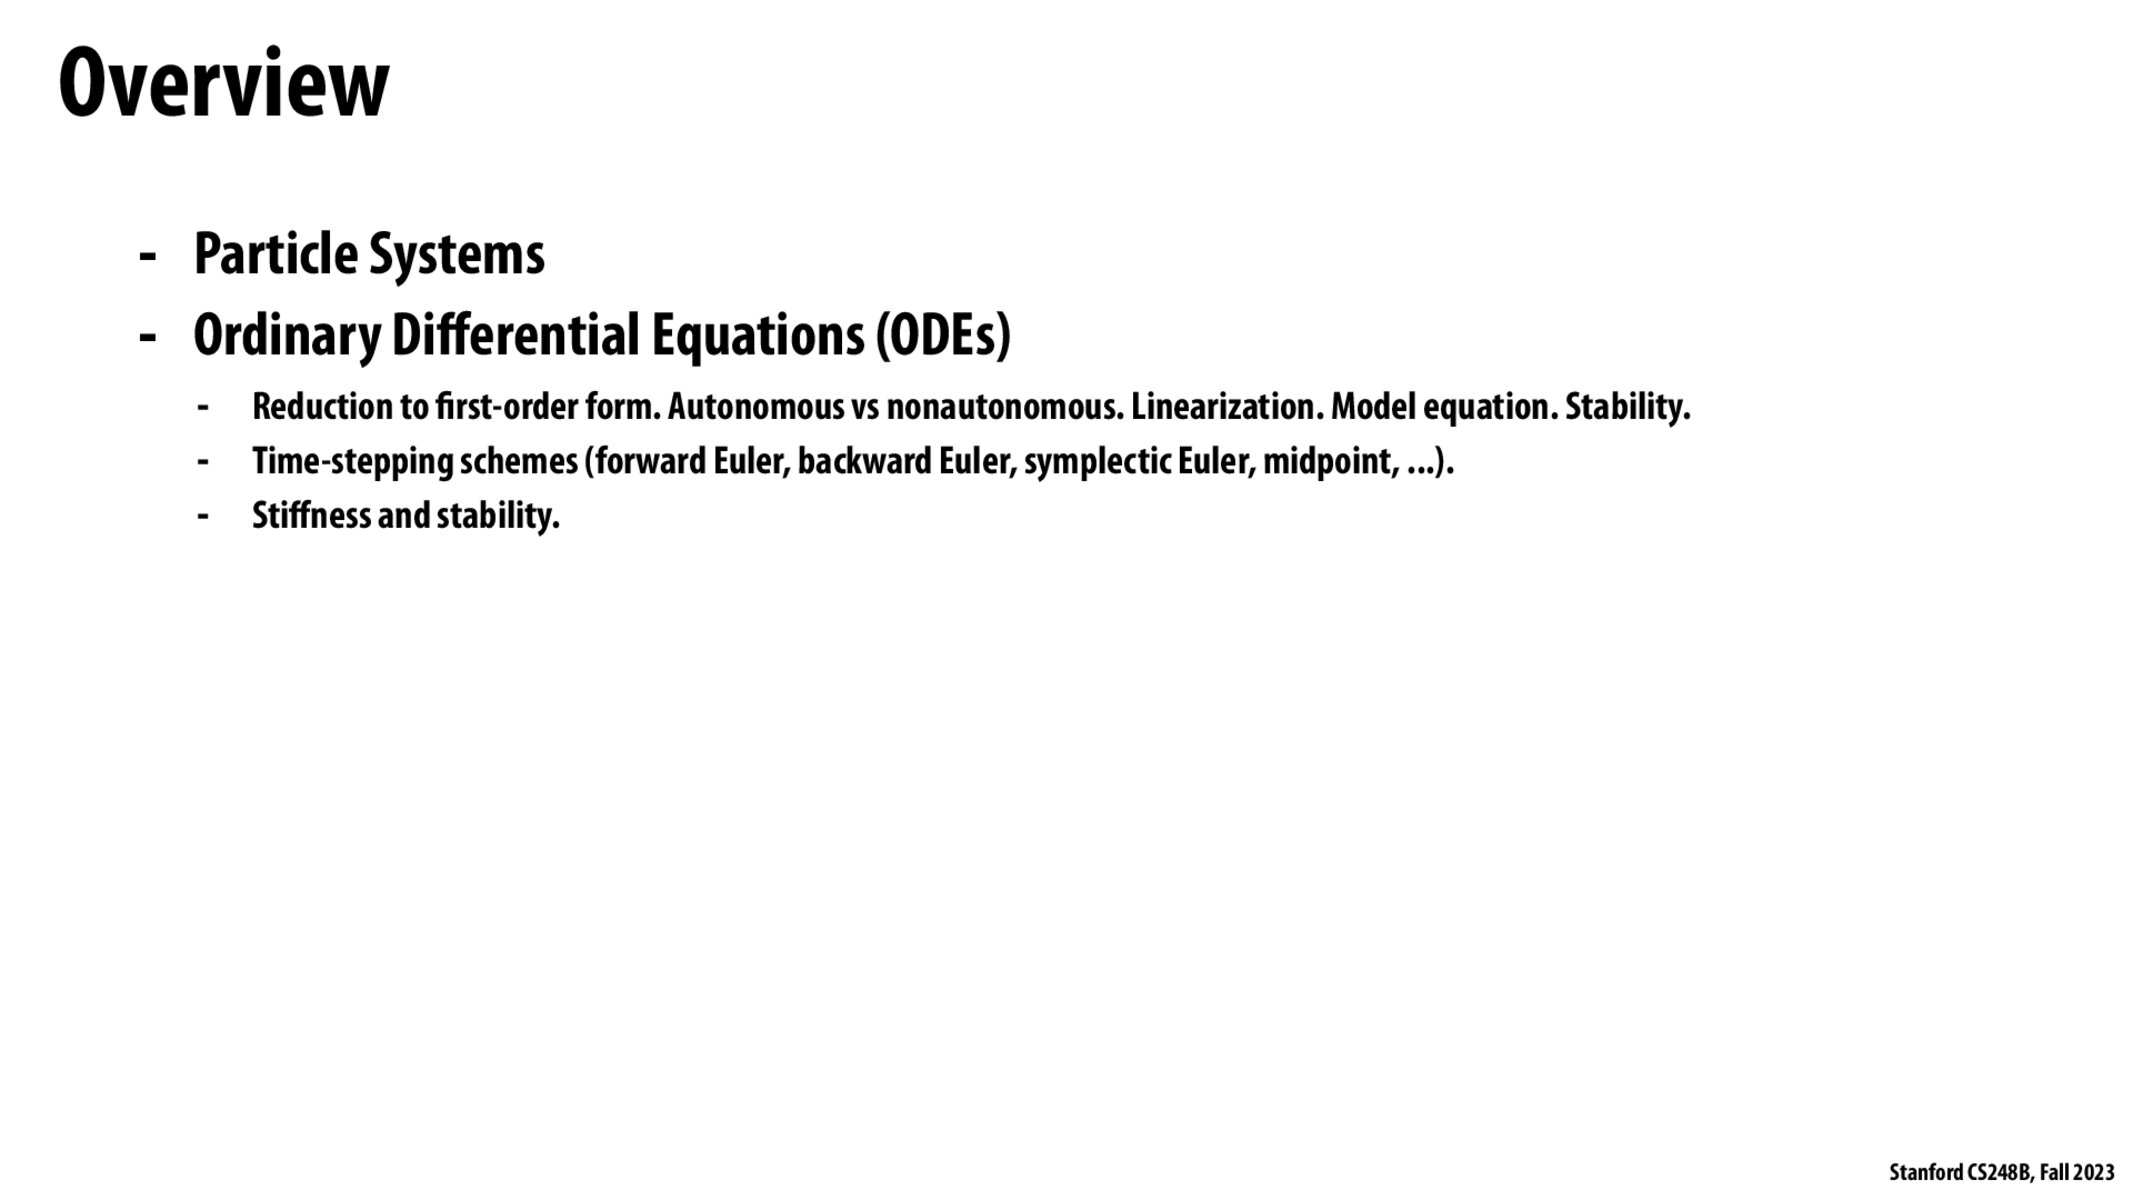 Overview
- Particle Systems
- Ordinary Differential Equations (ODEs)
- Reduction to first-order form. Autonomous vs nonautonomous. Linearization. Model equation. Stability.
- Time-stepping schemes (forward Euler, backward Euler, symplectic Euler, midpoint, ...).
- Stiffness and stability.
Stanford CS248B, Fall 2023